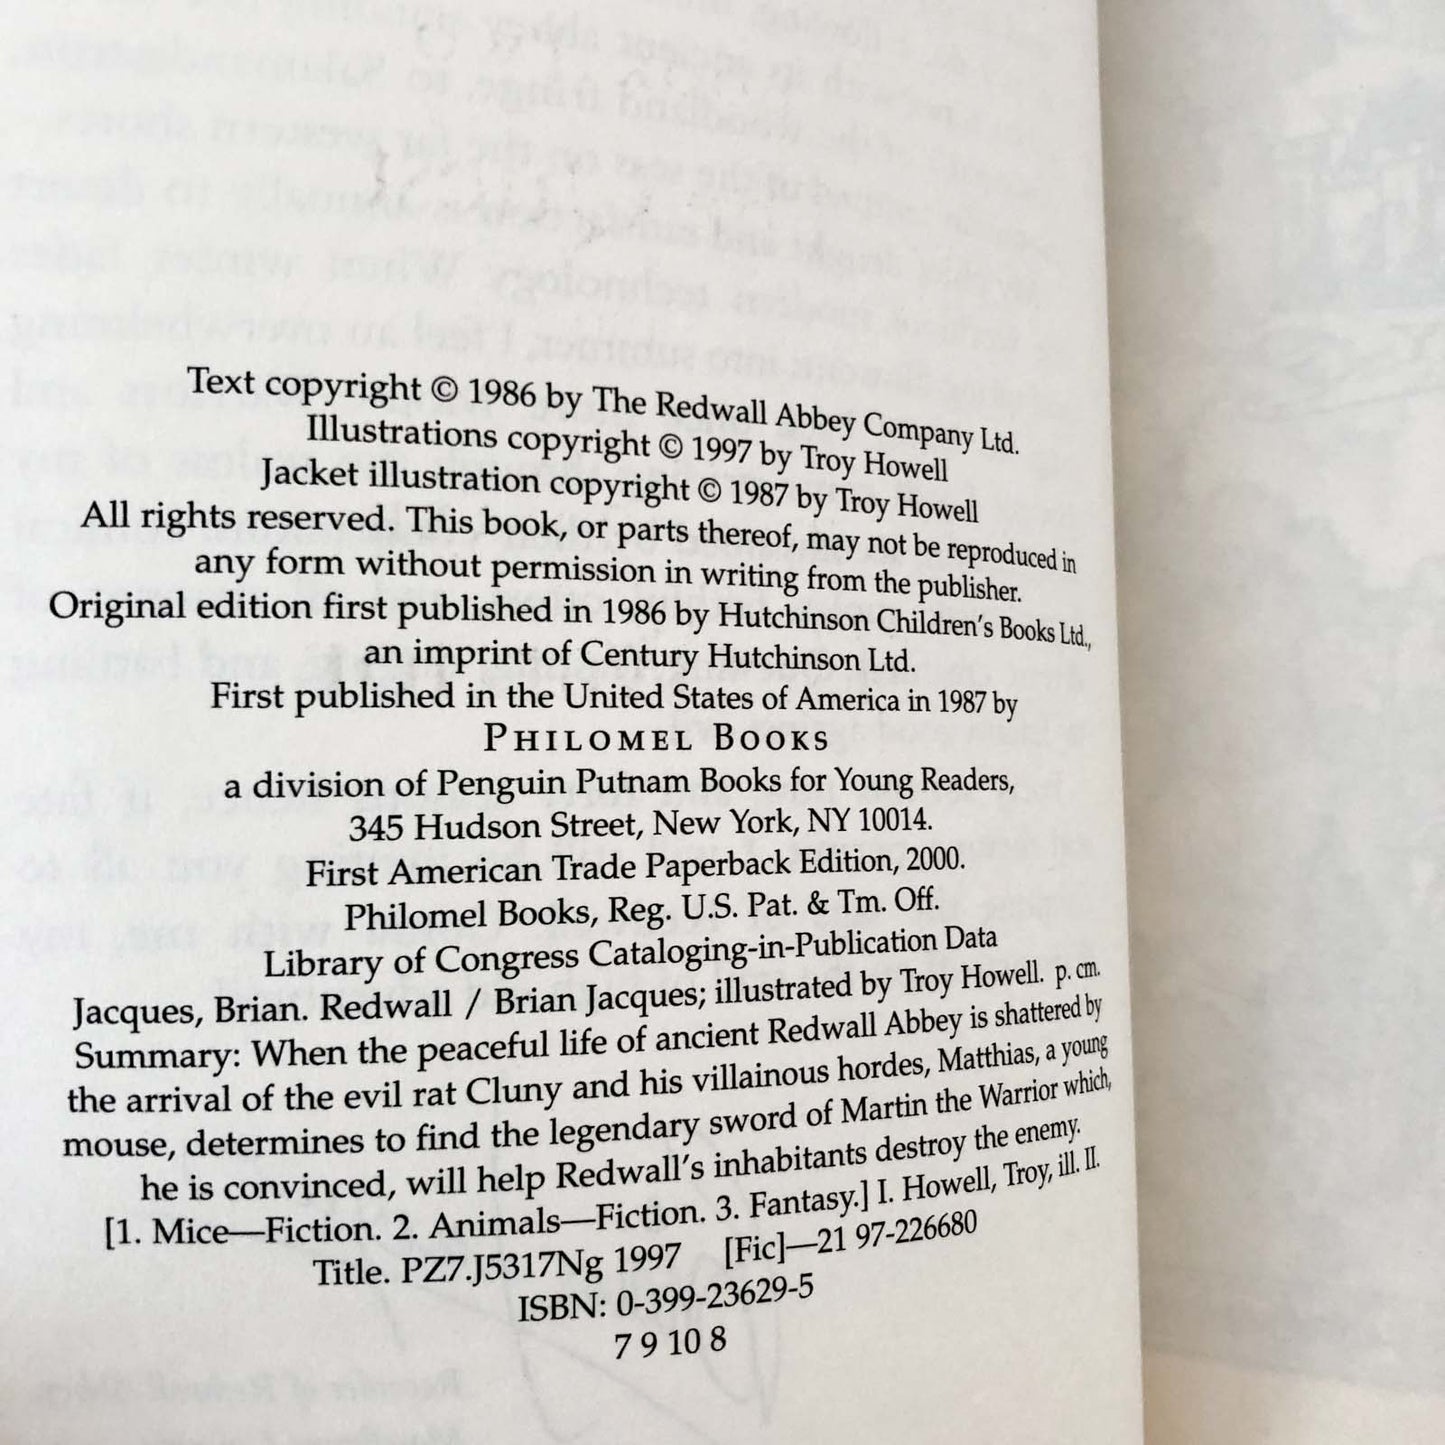 Text copyright © 1986 by The Redwall Abbey Company Ltd.
Illustrations copyright © 1997 by Troy Howell
Jacket illustration copyright © 1987 by Troy Howell
All rights reserved. This book, or parts thereof, may not be reproduced in
any form without permission in writing from the publisher.
Original edition first published in 1986 by Hutchinson Children's Books Ltd.,
an imprint of Century Hutchinson Ltd.
First published in the United States of America in 1987 by
PHILOMEL BOOKS
a division of Penguin Putnam Books for Young Readers,
345 Hudson Street, New York, NY 10014.
First American Trade Paperback Edition, 2000.
Philomel Books, Reg. U.S. Pat. & Tm. Off.
Library of Congress Cataloging-in-Publication Data
Jacques, Brian. Redwall / Brian Jacques; illustrated by Troy Howell. p. cm.
Summary: When the peaceful life of ancient Redwall Abbey is shattered by
the arrival of the evil rat Cluny and his villainous hordes, Matthias, a young
mouse, determines to find the legendary sword of Martin the Warrior which,
he is convinced, will help Redwall's inhabitants destroy the enemy.
[1. Mice—Fiction. 2. Animals—Fiction. 3. Fantasy.] I. Howell, Troy, ill. II.
Title. PZ7.J5317Ng 1997 [Fic]—21 97-226680
ISBN: 0-399-23629-5
7 9 10 8